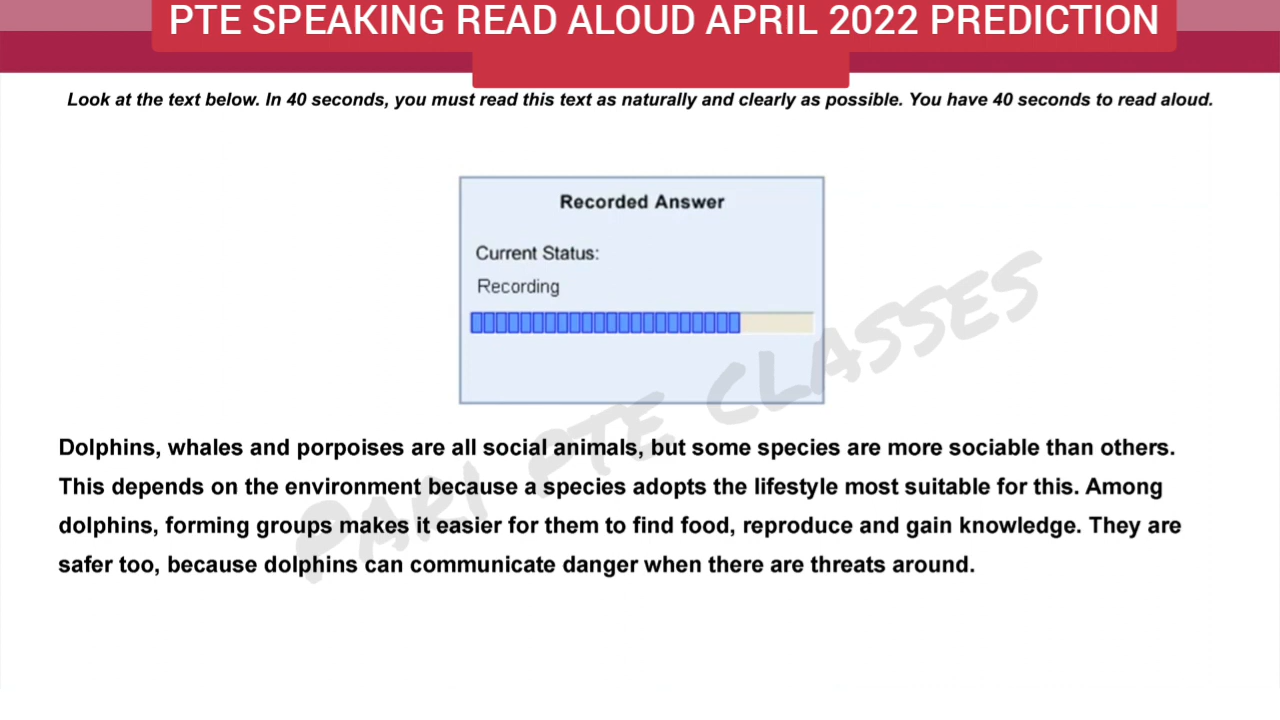 PTE SPEAKING READ ALOUD APRIL 2022 PREDICTION
Look at the text below. In 40 seconds, you must read this text as naturally and clearly as possible. You have 40 seconds to read aloud.
Recorded Answer
Current Status:
Recording
PARI PTE CLASSES
Dolphins, whales and porpoises are all social animals, but some species are more sociable than others.
This depends on the environment because a species adopts the lifestyle most suitable for this. Among
dolphins, forming groups makes it easier for them to find food, reproduce and gain knowledge. They are
safer too, because dolphins can communicate danger when there are threats around.